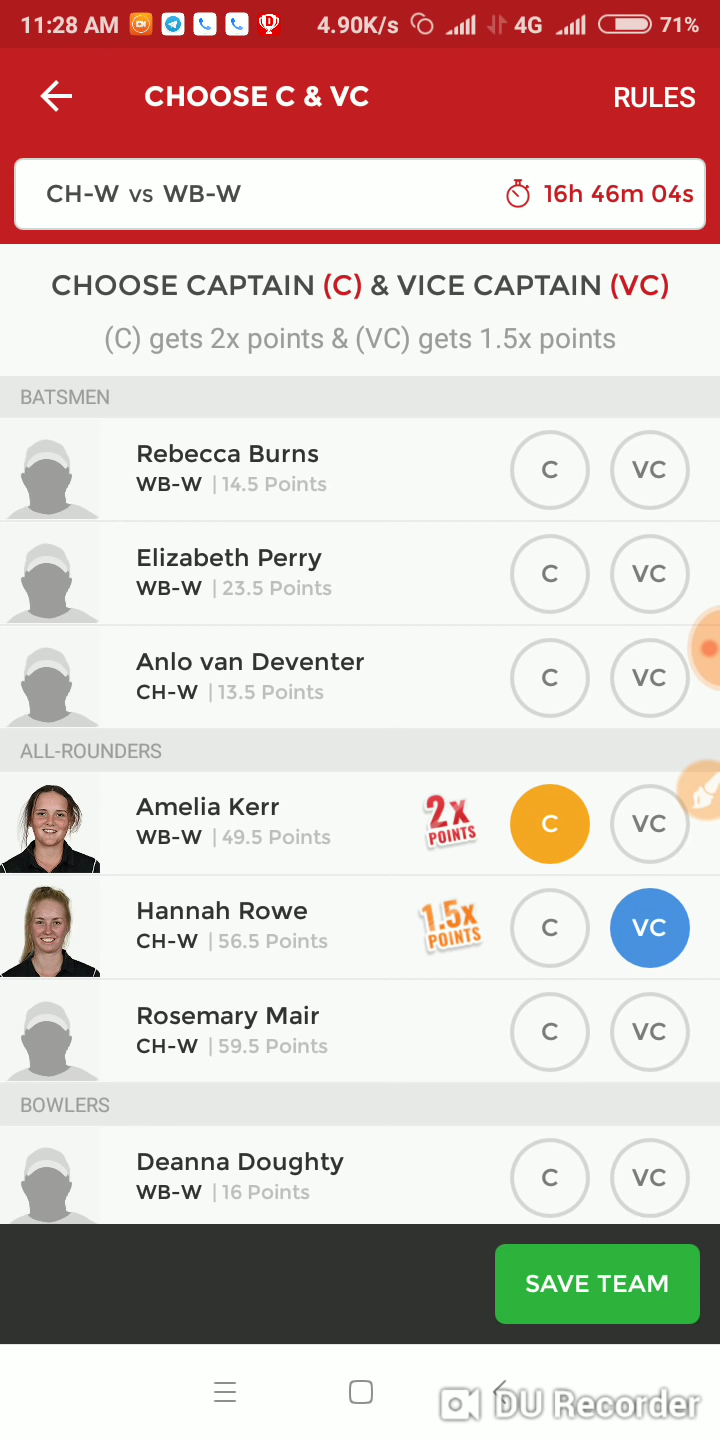 11:28 AM 4.90K/s 4G 71%
CHOOSE C & VC RULES
CH-W vs WB-W 16h 46m 04s
CHOOSE CAPTAIN (C) & VICE CAPTAIN (VC)
(C) gets 2x points & (VC) gets 1.5x points
BATSMEN
Rebecca Burns
WB-W | 14.5 Points
C VC
Elizabeth Perry
WB-W | 23.5 Points
C VC
Anlo van Deventer
CH-W | 13.5 Points
C VC
ALL-ROUNDERS
Amelia Kerr
WB-W | 49.5 Points
2x
POINTS
C VC
Hannah Rowe
CH-W | 56.5 Points
1.5x
POINTS
C VC
Rosemary Mair
CH-W | 59.5 Points
C VC
BOWLERS
Deanna Doughty
WB-W | 16 Points
C VC
SAVE TEAM
DU Recorder